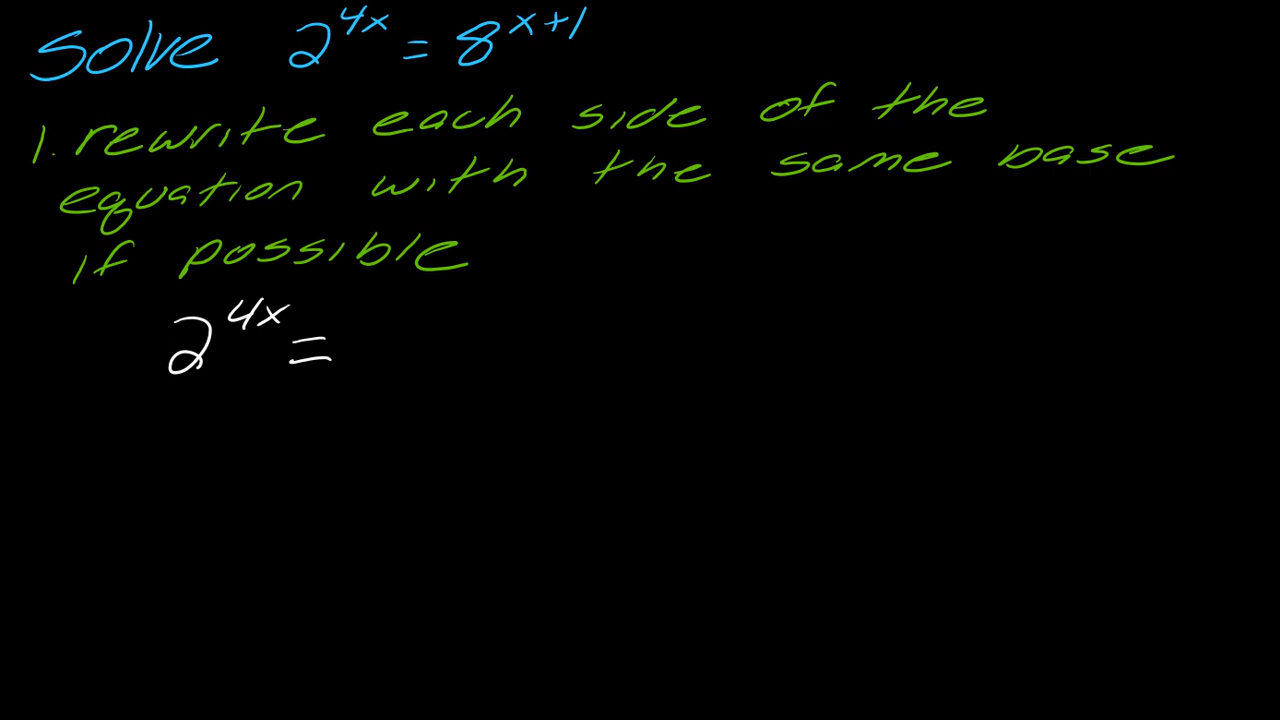 Solve 2^{4x} = 8^{x+1}
1. rewrite each side of the
equation with the same base
if possible
2^{4x} =